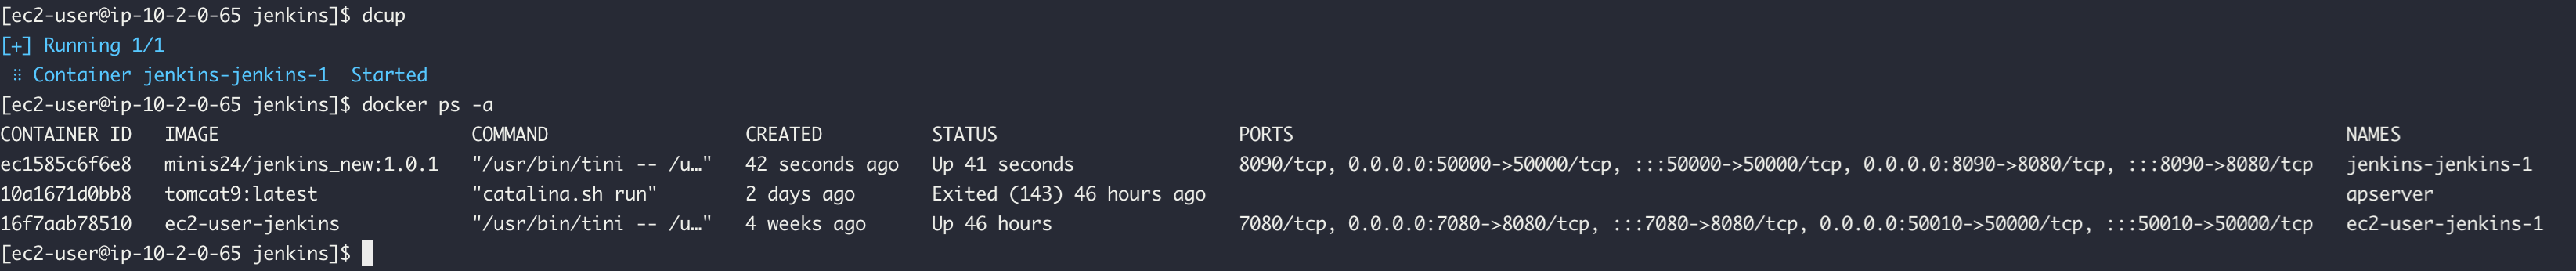 [ec2-user@ip-10-2-0-65 jenkins]$ dcup
[+] Running 1/1
⠿ Container jenkins-jenkins-1  Started
[ec2-user@ip-10-2-0-65 jenkins]$ docker ps -a
CONTAINER ID   IMAGE                       COMMAND                  CREATED          STATUS                      PORTS                                                                                                NAMES
ec1585c6f6e8   minis24/jenkins_new:1.0.1   "/usr/bin/tini -- /u…"   42 seconds ago   Up 41 seconds               8090/tcp, 0.0.0.0:50000->50000/tcp, :::50000->50000/tcp, 0.0.0.0:8090->8080/tcp, :::8090->8080/tcp   jenkins-jenkins-1
10a1671d0bb8   tomcat9:latest              "catalina.sh run"        2 days ago       Exited (143) 46 hours ago                                                                                                        apserver
16f7aab78510   ec2-user-jenkins            "/usr/bin/tini -- /u…"   4 weeks ago      Up 46 hours                 7080/tcp, 0.0.0.0:7080->8080/tcp, :::7080->8080/tcp, 0.0.0.0:50010->50000/tcp, :::50010->50000/tcp   ec2-user-jenkins-1
[ec2-user@ip-10-2-0-65 jenkins]$